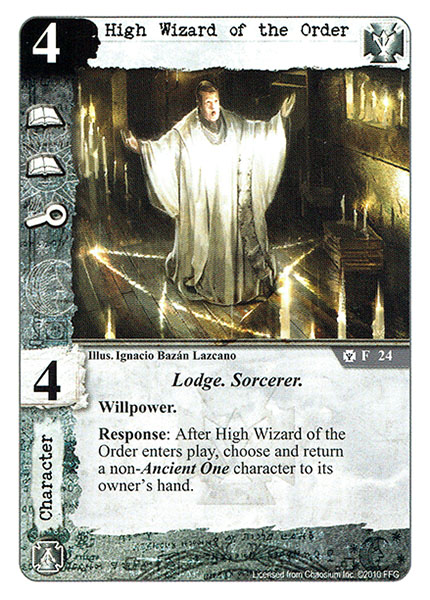 4
High Wizard of the Order
Illus. Ignacio Bazán Lazcano
F 24
4
Lodge. Sorcerer.
Willpower.
Response: After High Wizard of the
Order enters play, choose and return
a non-Ancient One character to its
owner's hand.
Character
Licensed from Chaosium Inc. ©2010 FFG